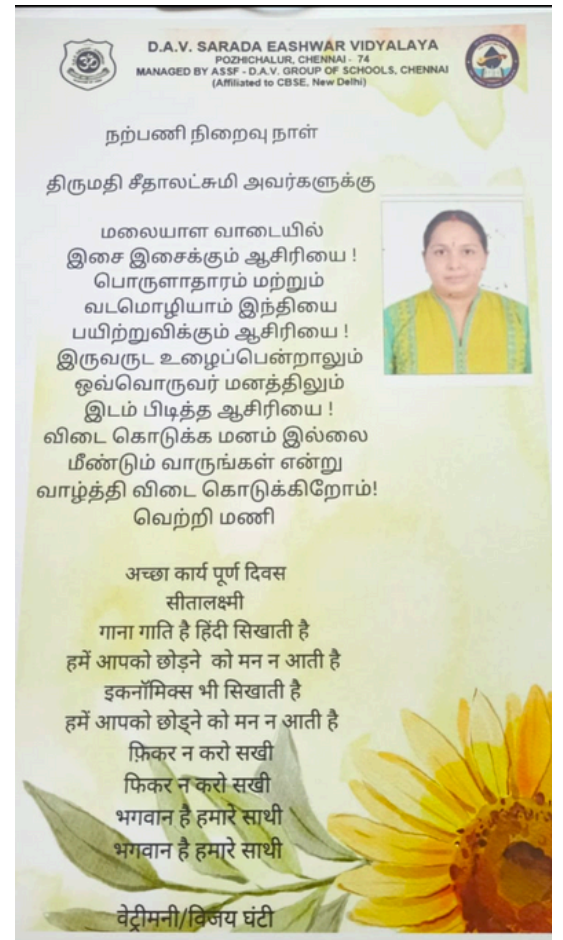 D.A.V. SARADA EASHWAR VIDYALAYA
POZHICHALUR, CHENNAI - 74
MANAGED BY ASSF - D.A.V. GROUP OF SCHOOLS, CHENNAI
(Affiliated to CBSE, New Delhi)
நற்பணி நிறைவு நாள்
திருமதி சீதாலட்சுமி அவர்களுக்கு
மலையாள வாடையில்
இசை இசைக்கும் ஆசிரியை !
பொருளாதாரம் மற்றும்
வடமொழியாம் இந்தியை
பயிற்றுவிக்கும் ஆசிரியை !
இருவருட உழைப்பென்றாலும்
ஒவ்வொருவர் மனத்திலும்
இடம் பிடித்த ஆசிரியை !
விடை கொடுக்க மனம் இல்லை
மீண்டும் வாருங்கள் என்று
வாழ்த்தி விடை கொடுக்கிறோம்!
வெற்றி மணி
अच्छा कार्य पूर्ण दिवस
सीतालक्ष्मी
गाना गाति है हिंदी सिखाती है
हमें आपको छोड़ने को मन न आती है
इकनॉमिक्स भी सिखाती है
हमें आपको छोड्ने को मन न आती है
फ़िकर न करो सखी
फिकर न करो सखी
भगवान है हमारे साथी
भगवान है हमारे साथी
वेट्रीमनी/विजय घंटी